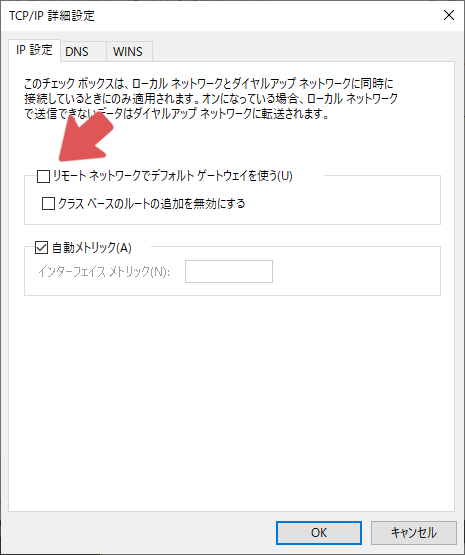 TCP/IP 詳細設定
IP 設定 DNS WINS
このチェック ボックスは、ローカル ネットワークとダイヤルアップ ネットワークに同時に
接続しているときにのみ適用されます。オンになっている場合、ローカル ネットワーク
で送信できないデータはダイヤルアップ ネットワークに転送されます。
リモート ネットワークでデフォルト ゲートウェイを使う(U)
クラス ベースのルートの追加を無効にする
自動メトリック(A)
インターフェイス メトリック(N):
OK キャンセル